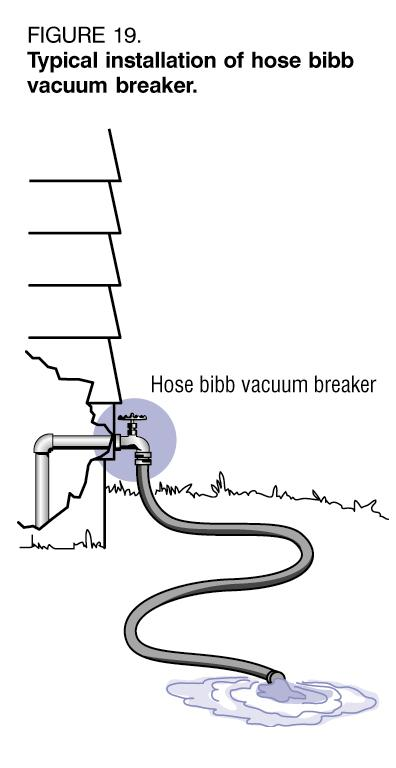 FIGURE 19.
Typical installation of hose bibb
vacuum breaker.
Hose bibb vacuum breaker